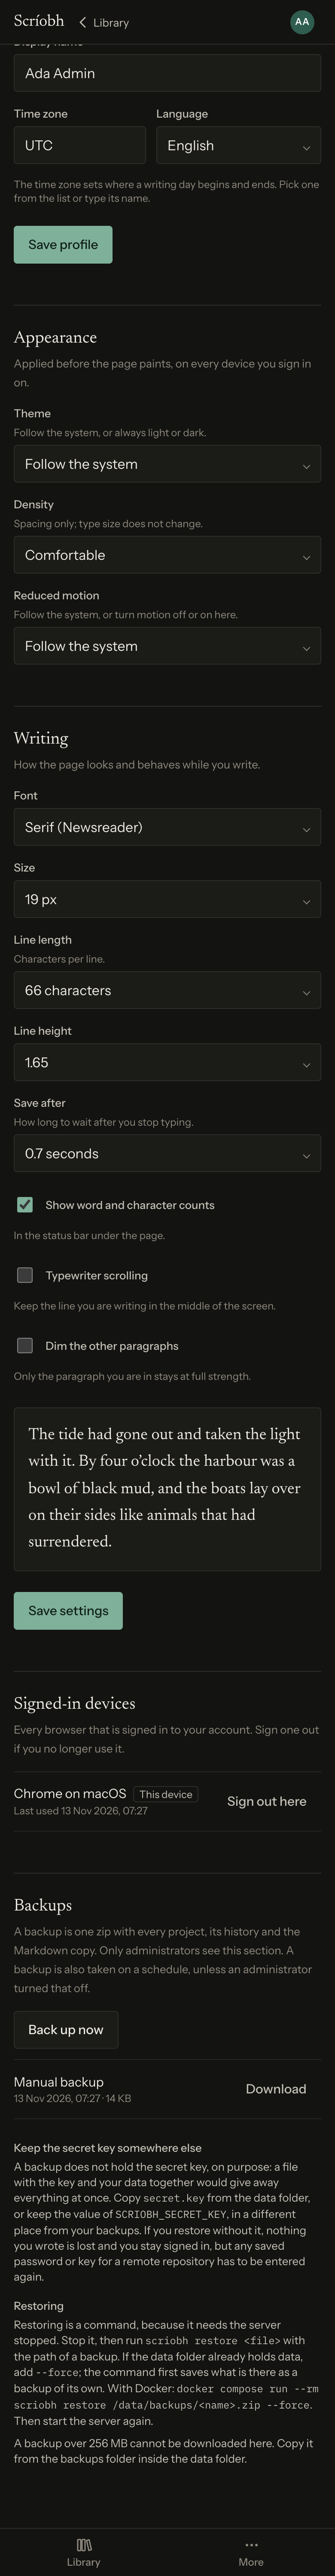 Scríobh
Library
AA
Display name
Ada Admin
Time zone
Language
UTC
English
The time zone sets where a writing day begins and ends. Pick one
from the list or type its name.
Save profile
Appearance
Applied before the page paints, on every device you sign in
on.
Theme
Follow the system, or always light or dark.
Follow the system
Density
Spacing only; type size does not change.
Comfortable
Reduced motion
Follow the system, or turn motion off or on here.
Follow the system
Writing
How the page looks and behaves while you write.
Font
Serif (Newsreader)
Size
19 px
Line length
Characters per line.
66 characters
Line height
1.65
Save after
How long to wait after you stop typing.
0.7 seconds
Show word and character counts
In the status bar under the page.
Typewriter scrolling
Keep the line you are writing in the middle of the screen.
Dim the other paragraphs
Only the paragraph you are in stays at full strength.
The tide had gone out and taken the light
with it. By four o’clock the harbour was a
bowl of black mud, and the boats lay over
on their sides like animals that had
surrendered.
Save settings
Signed-in devices
Every browser that is signed in to your account. Sign one out
if you no longer use it.
Chrome on macOS This device
Last used 13 Nov 2026, 07:27
Sign out here
Backups
A backup is one zip with every project, its history and the
Markdown copy. Only administrators see this section. A
backup is also taken on a schedule, unless an administrator
turned that off.
Back up now
Manual backup
13 Nov 2026, 07:27 · 14 KB
Download
Keep the secret key somewhere else
A backup does not hold the secret key, on purpose: a file
with the key and your data together would give away
everything at once. Copy secret.key from the data folder,
or keep the value of SCRIOBH_SECRET_KEY, in a different
place from your backups. If you restore without it, nothing
you wrote is lost and you stay signed in, but any saved
password or key for a remote repository has to be entered
again.
Restoring
Restoring is a command, because it needs the server
stopped. Stop it, then run scriobh restore <file> with
the path of a backup. If the data folder already holds data,
add --force; the command first saves what is there as a
backup of its own. With Docker: docker compose run --rm
scriobh restore /data/backups/<name>.zip --force.
Then start the server again.
A backup over 256 MB cannot be downloaded here. Copy it
from the backups folder inside the data folder.
Library
More